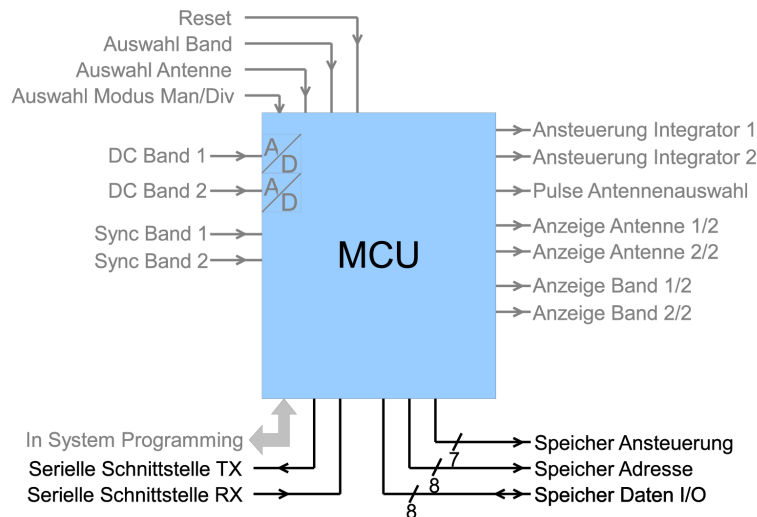 Reset
Auswahl Band
Auswahl Antenne
Auswahl Modus Man/Div
DC Band 1
DC Band 2
Sync Band 1
Sync Band 2
A
D
A
D
MCU
Ansteuerung Integrator 1
Ansteuerung Integrator 2
Pulse Antennenauswahl
Anzeige Antenne 1/2
Anzeige Antenne 2/2
Anzeige Band 1/2
Anzeige Band 2/2
In System Programming
Serielle Schnittstelle TX
Serielle Schnittstelle RX
7
Speicher Ansteuerung
8
Speicher Adresse
8
Speicher Daten I/O